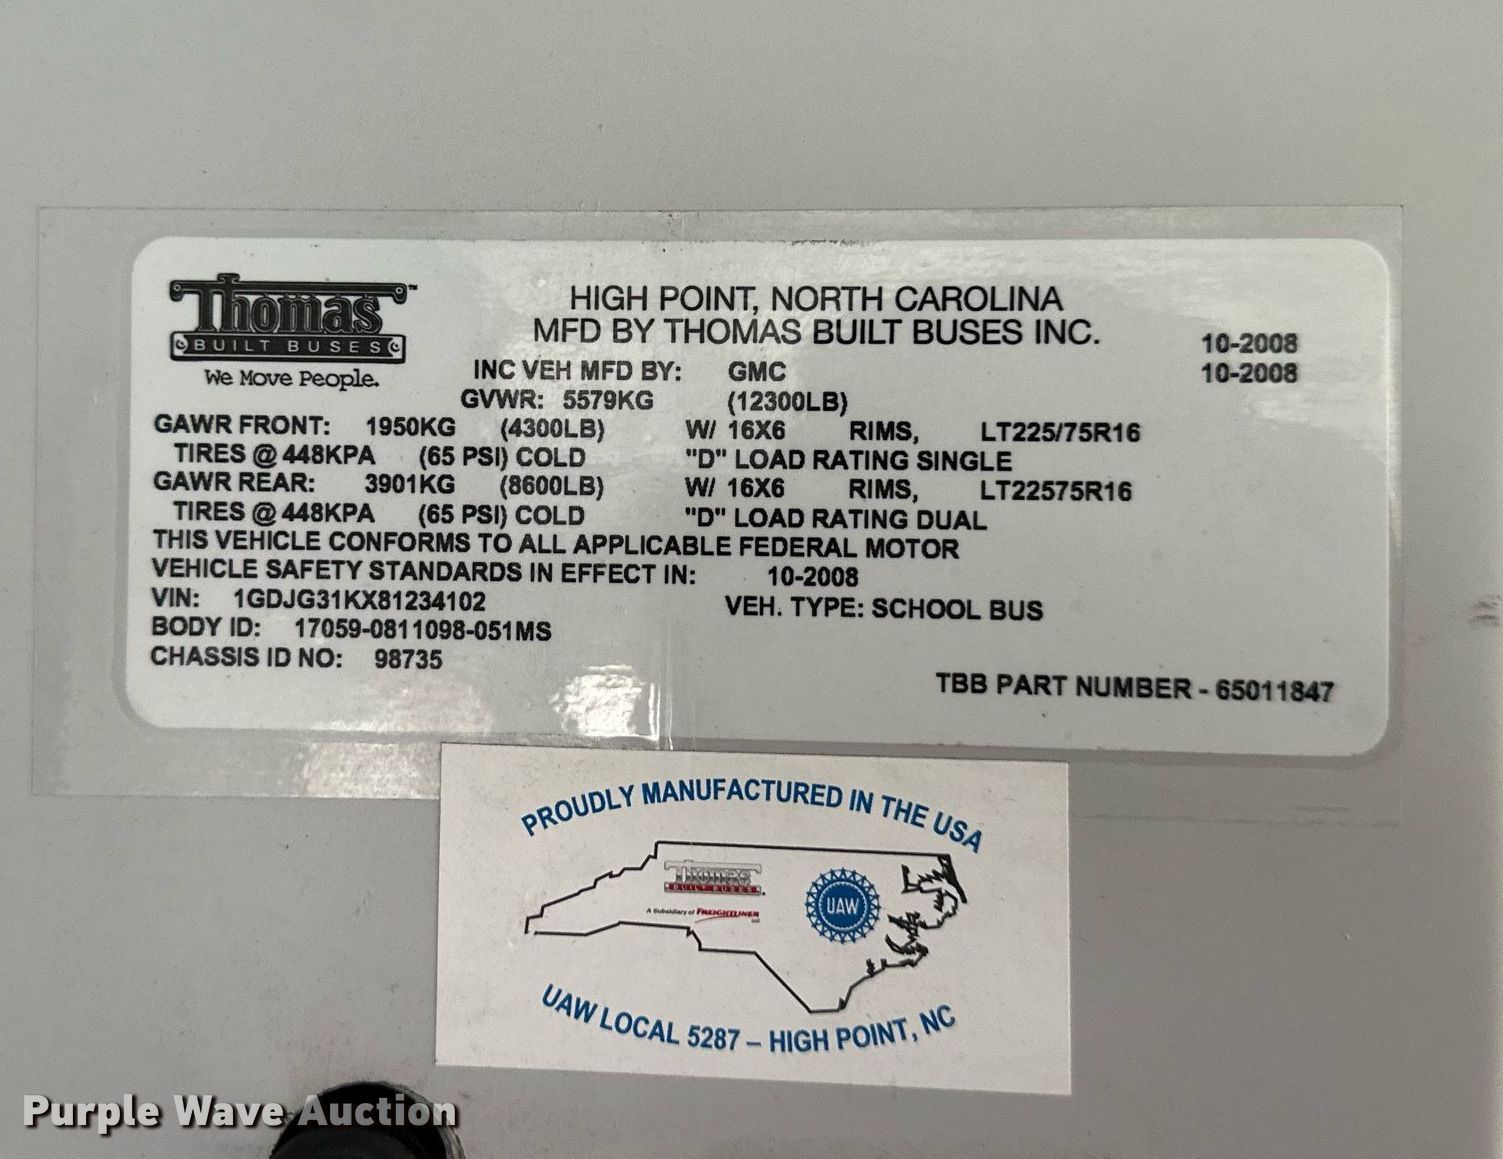 Thomas™
BUILT BUSES
We Move People.
HIGH POINT, NORTH CAROLINA
MFD BY THOMAS BUILT BUSES INC. 10-2008
INC VEH MFD BY: GMC 10-2008
GVWR: 5579KG (12300LB)
GAWR FRONT: 1950KG (4300LB) W/ 16X6 RIMS, LT225/75R16
TIRES @ 448KPA (65 PSI) COLD "D" LOAD RATING SINGLE
GAWR REAR: 3901KG (8600LB) W/ 16X6 RIMS, LT22575R16
TIRES @ 448KPA (65 PSI) COLD "D" LOAD RATING DUAL
THIS VEHICLE CONFORMS TO ALL APPLICABLE FEDERAL MOTOR
VEHICLE SAFETY STANDARDS IN EFFECT IN: 10-2008
VIN: 1GDJG31KX81234102 VEH. TYPE: SCHOOL BUS
BODY ID: 17059-0811098-051MS
CHASSIS ID NO: 98735
TBB PART NUMBER - 65011847
PROUDLY MANUFACTURED IN THE USA
Thomas
BUILT BUSES
A Subsidiary of FREIGHTLINER
LLC
UAW
UAW LOCAL 5287 – HIGH POINT, NC
Purple Wave Auction